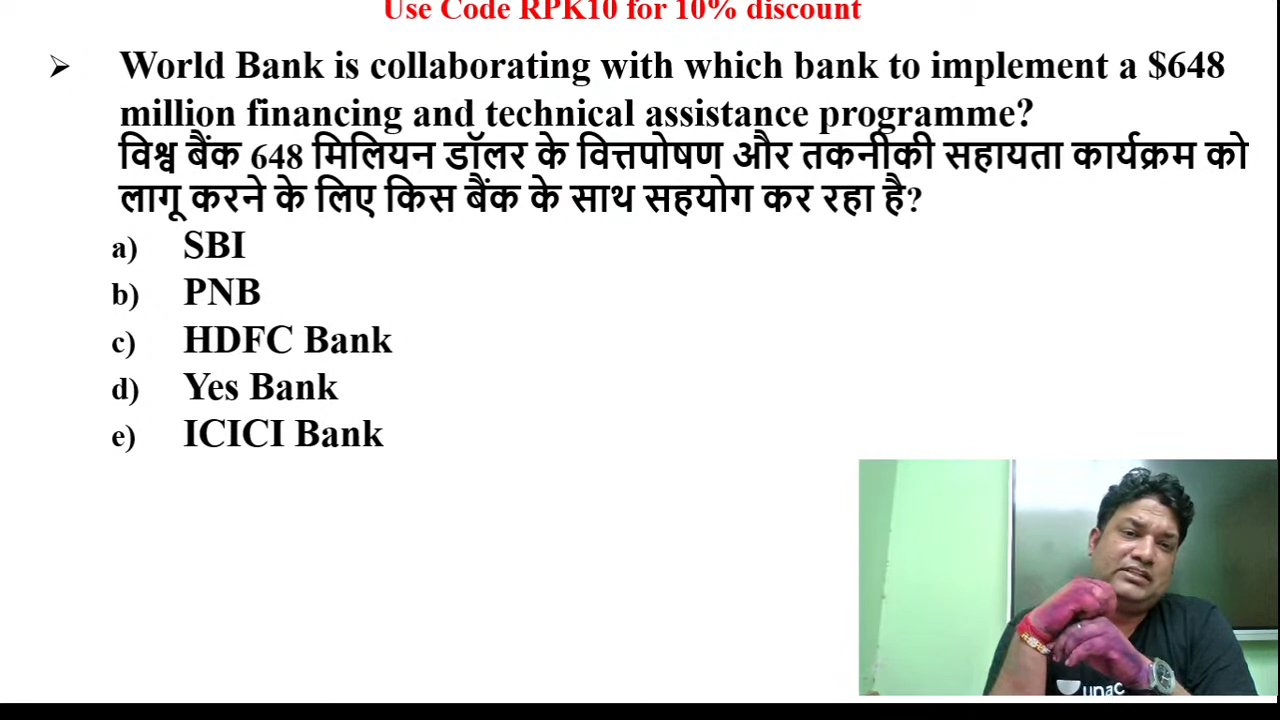 Use Code RPK10 for 10% discount
➢ World Bank is collaborating with which bank to implement a $648
million financing and technical assistance programme?
विश्व बैंक 648 मिलियन डॉलर के वित्तपोषण और तकनीकी सहायता कार्यक्रम को
लागू करने के लिए किस बैंक के साथ सहयोग कर रहा है?
a) SBI
b) PNB
c) HDFC Bank
d) Yes Bank
e) ICICI Bank
unac